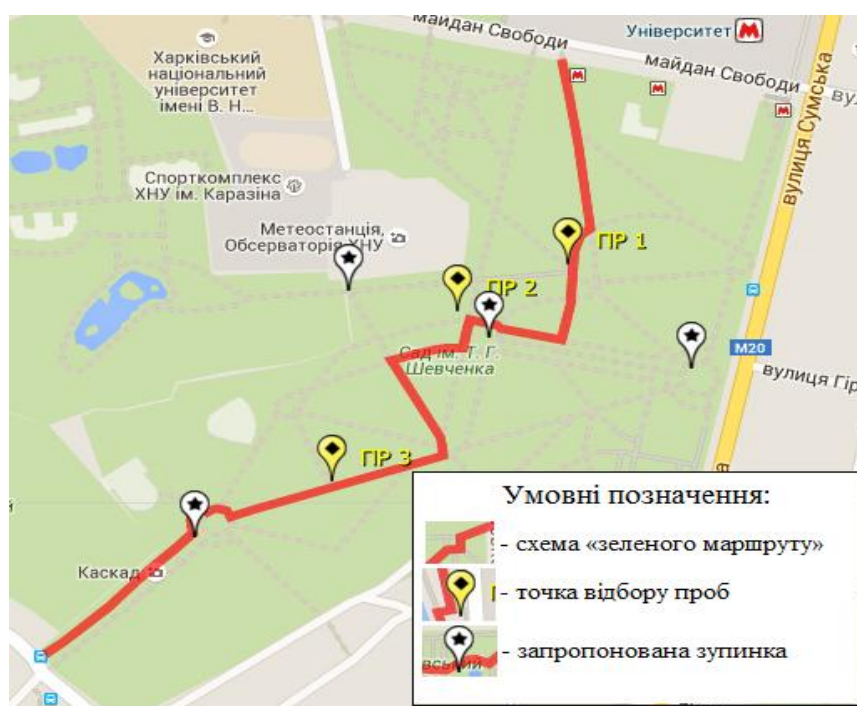 майдан Свободи
Університет
майдан Свободи
Харківський
національний
університет
імені В. Н...
вулиця Сумська
Спорткомплекс
ХНУ ім. Каразіна
Метеостанція,
Обсерваторія ХНУ
ПР 1
ПР 2
Сад ім. Т. Г.
Шевченка
М20
вулиця Гір
ПР 3
Каскад
Умовні позначення:
- схема «зеленого маршруту»
- точка відбору проб
- запропонована зупинка